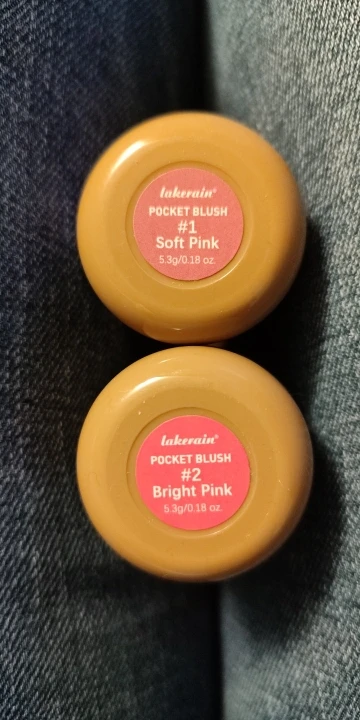 lakerain®
POCKET BLUSH
#1
Soft Pink
5.3g/0.18 oz.
lakerain®
POCKET BLUSH
#2
Bright Pink
5.3g/0.18 oz.